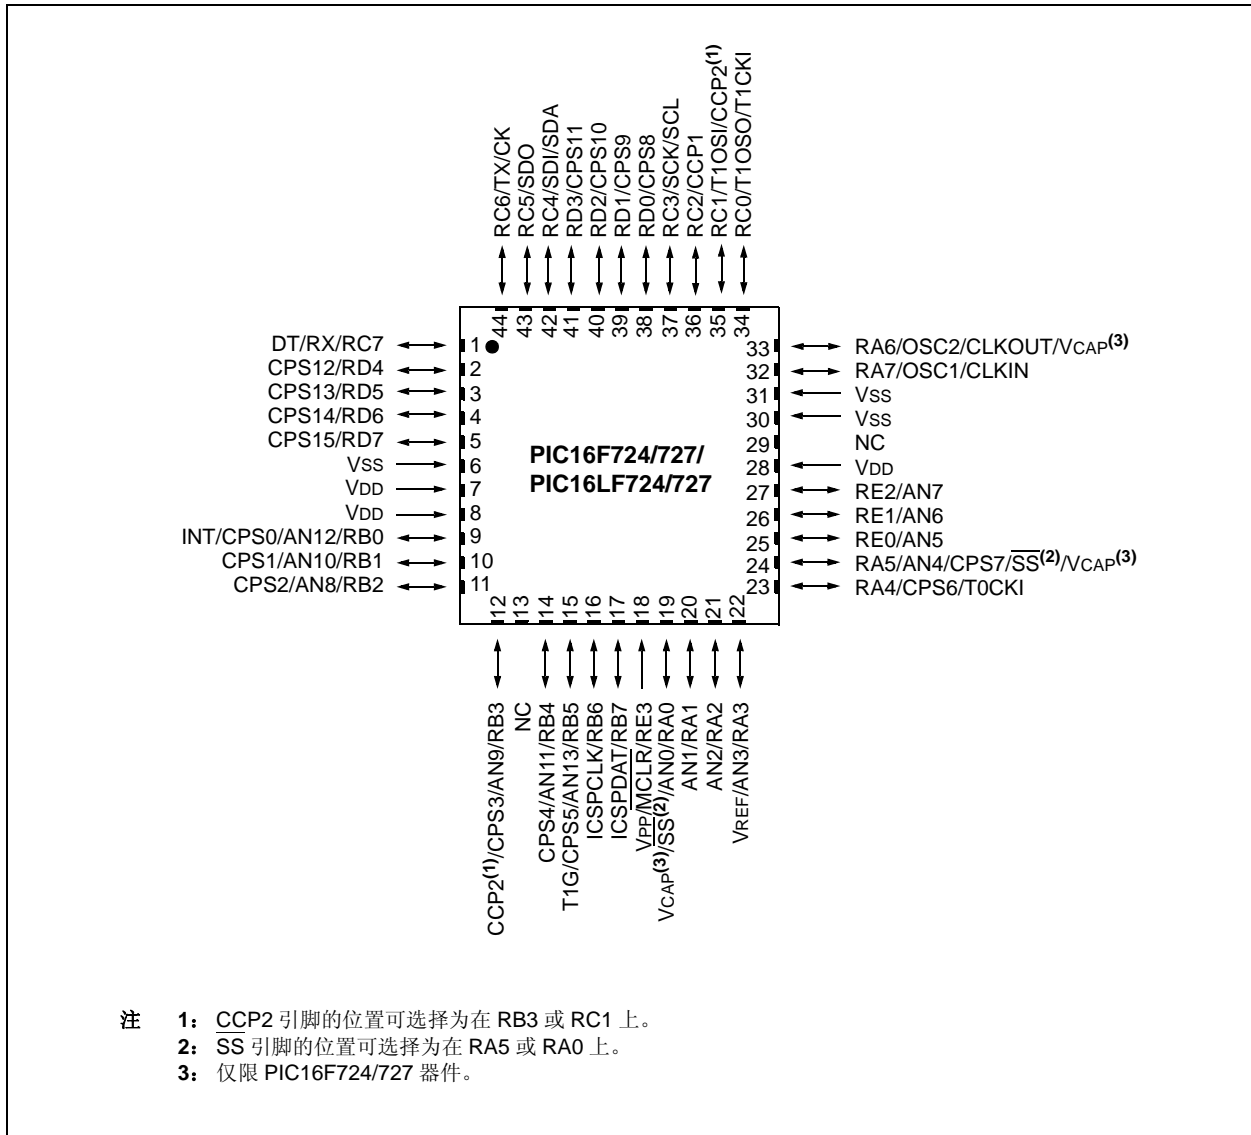 RC6/TX/CK
RC5/SDO
RC4/SDI/SDA
RD3/CPS11
RD2/CPS10
RD1/CPS9
RD0/CPS8
RC3/SCK/SCL
RC2/CCP1
RC1/T1OSI/CCP2(1)
RC0/T1OSO/T1CKI
44
43
42
41
40
39
38
37
36
35
34
DT/RX/RC7
CPS12/RD4
CPS13/RD5
CPS14/RD6
CPS15/RD7
VSS
VDD
VDD
INT/CPS0/AN12/RB0
CPS1/AN10/RB1
CPS2/AN8/RB2
1
2
3
4
5
6
7
8
9
10
11
PIC16F724/727/
PIC16LF724/727
33
32
31
30
29
28
27
26
25
24
23
RA6/OSC2/CLKOUT/VCAP(3)
RA7/OSC1/CLKIN
VSS
VSS
NC
VDD
RE2/AN7
RE1/AN6
RE0/AN5
RA5/AN4/CPS7/SS(2)/VCAP(3)
RA4/CPS6/T0CKI
12
13
14
15
16
17
18
19
20
21
22
CCP2(1)/CPS3/AN9/RB3
NC
CPS4/AN11/RB4
T1G/CPS5/AN13/RB5
ICSPCLK/RB6
ICSPDAT/RB7
VPP/MCLR/RE3
VCAP(3)/SS(2)/AN0/RA0
AN1/RA1
AN2/RA2
VREF/AN3/RA3
注 1： CCP2 引脚的位置可选择为在 RB3 或 RC1 上。
2： SS 引脚的位置可选择为在 RA5 或 RA0 上。
3： 仅限 PIC16F724/727 器件。